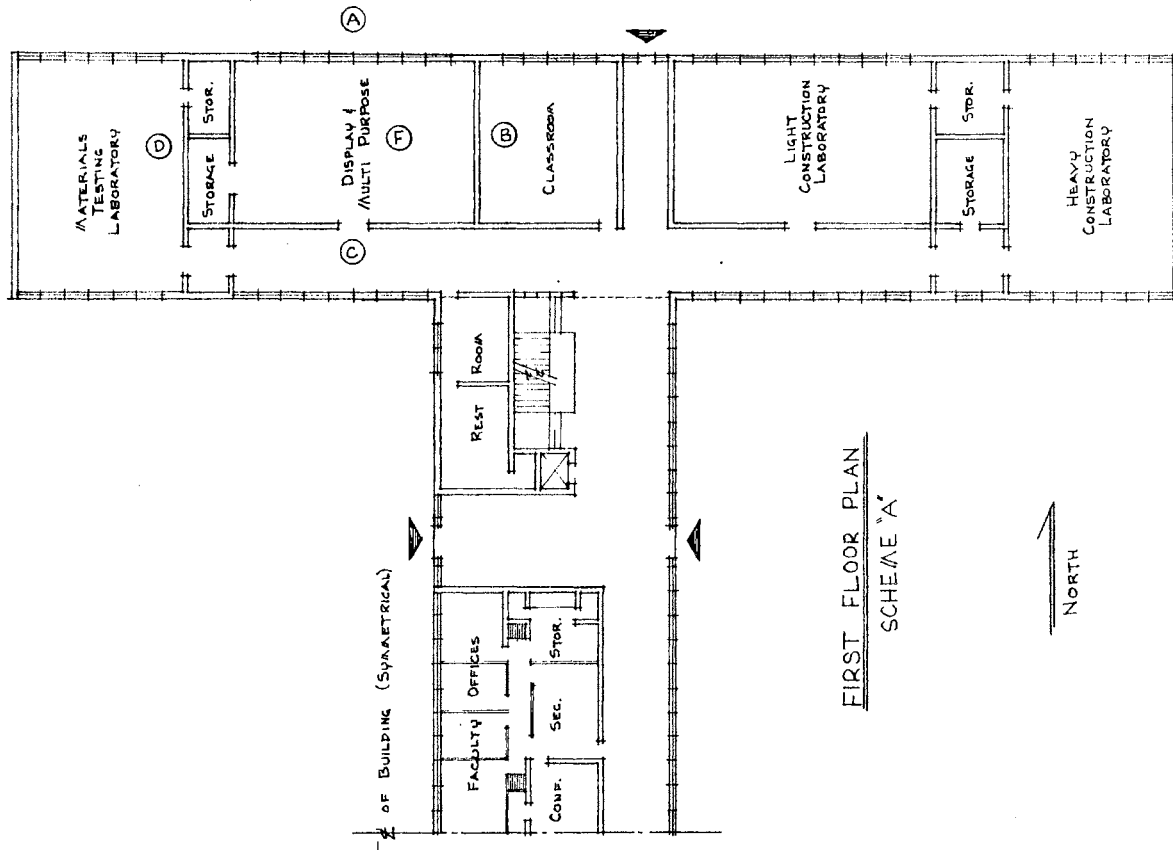 A
MATERIALS
TESTING
LABORATORY
D
STORAGE
STOR.
DISPLAY &
MULTI PURPOSE
F
C
B
CLASSROOM
LIGHT
CONSTRUCTION
LABORATORY
STORAGE
STOR.
HEAVY
CONSTRUCTION
LABORATORY
REST ROOM
℄ OF BUILDING (SYMMETRICAL)
FACULTY OFFICES
CONF.
SEC.
STOR.
FIRST FLOOR PLAN
SCHEME "A"
NORTH